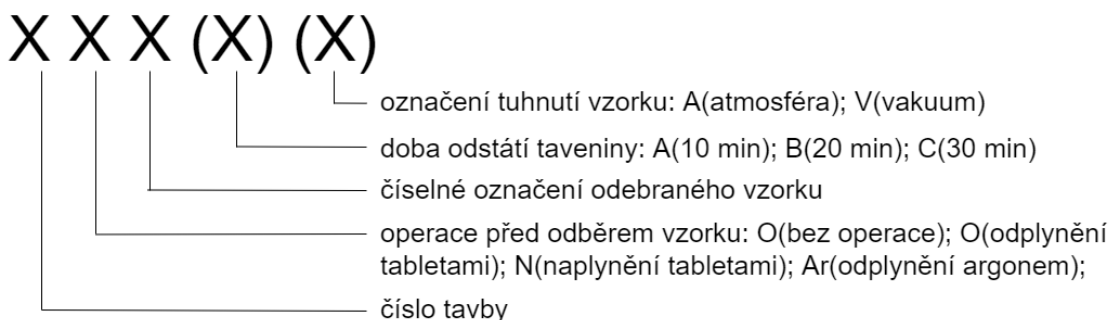 X X X (X) (X)
označení tuhnutí vzorku: A(atmosféra); V(vakuum)
doba odstátí taveniny: A(10 min); B(20 min); C(30 min)
číselné označení odebraného vzorku
operace před odběrem vzorku: O(bez operace); O(odplynění
tabletami); N(naplynění tabletami); Ar(odplynění argonem);
číslo tavby